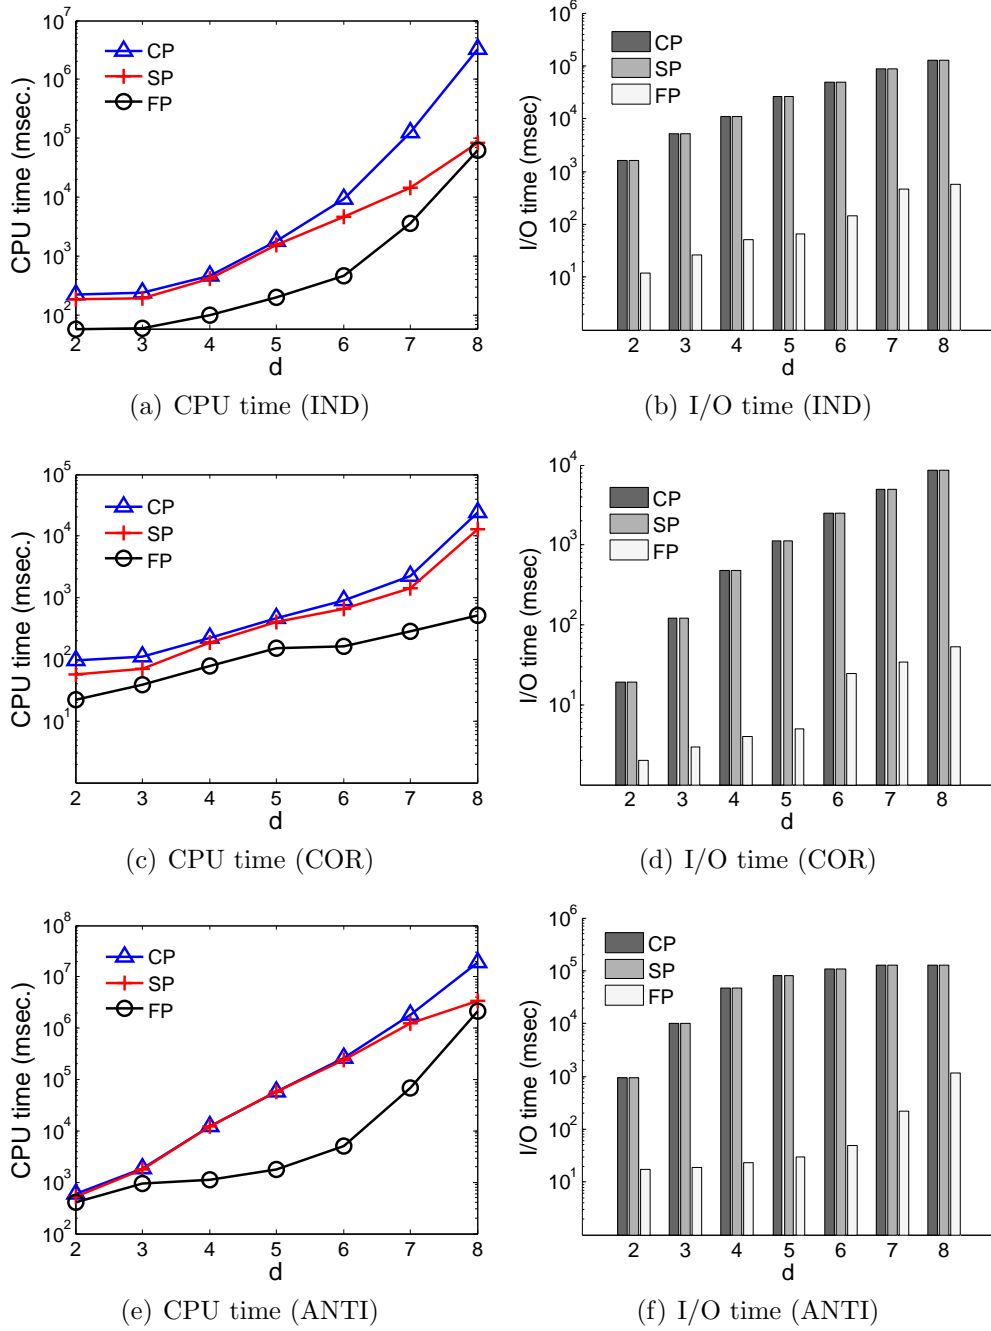 CPU time (msec.)
10^7
10^6
10^5
10^4
10^3
10^2
CP
SP
FP
2 3 4 5 6 7 8
d
(a) CPU time (IND)
I/O time (msec)
10^6
10^5
10^4
10^3
10^2
10^1
CP
SP
FP
2 3 4 5 6 7 8
d
(b) I/O time (IND)
CPU time (msec.)
10^5
10^4
10^3
10^2
10^1
CP
SP
FP
2 3 4 5 6 7 8
d
(c) CPU time (COR)
I/O time (msec)
10^4
10^3
10^2
10^1
CP
SP
FP
2 3 4 5 6 7 8
d
(d) I/O time (COR)
CPU time (msec.)
10^8
10^7
10^6
10^5
10^4
10^3
10^2
CP
SP
FP
2 3 4 5 6 7 8
d
(e) CPU time (ANTI)
I/O time (msec)
10^6
10^5
10^4
10^3
10^2
10^1
CP
SP
FP
2 3 4 5 6 7 8
d
(f) I/O time (ANTI)